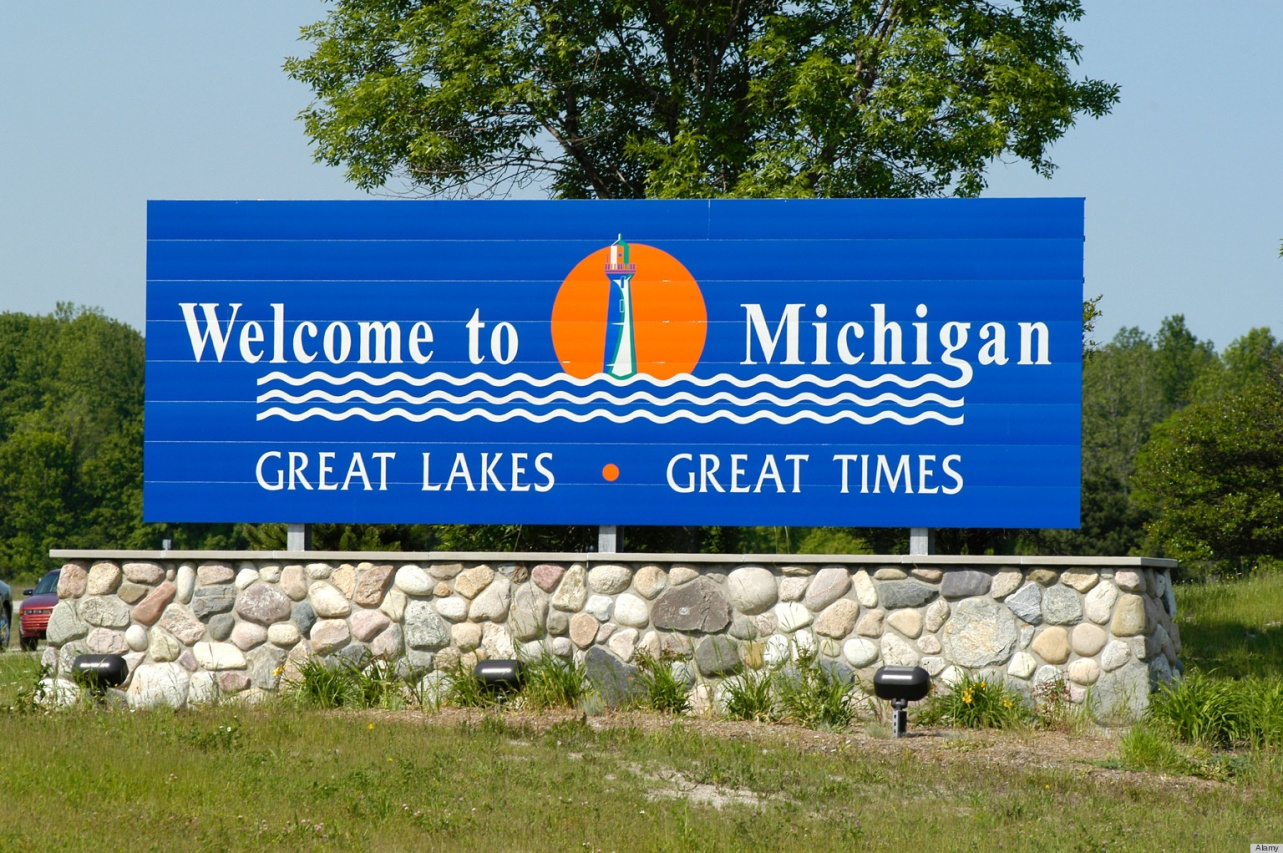 Welcome to Michigan
GREAT LAKES • GREAT TIMES
Alamy